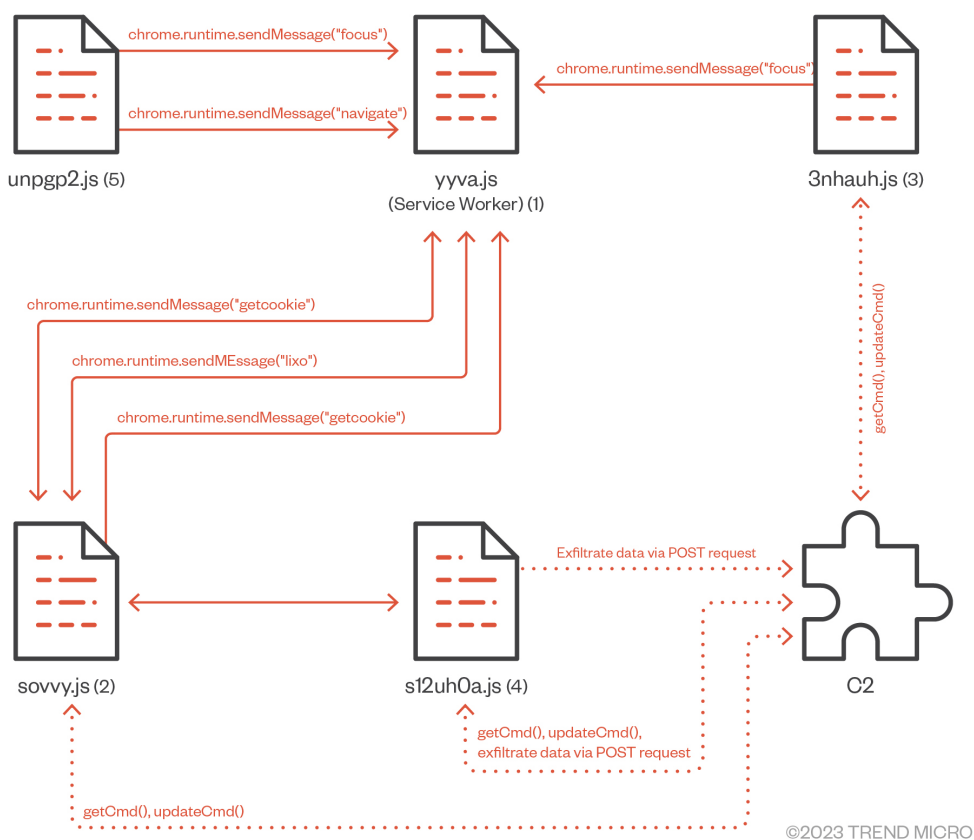 chrome.runtime.sendMessage("focus")
chrome.runtime.sendMessage("focus")
chrome.runtime.sendMessage("navigate")
unpgp2.js (5)
yyva.js
(Service Worker) (1)
3nhauh.js (3)
chrome.runtime.sendMessage("getcookie")
getCmd(), updateCmd()
chrome.runtime.sendMEssage("lixo")
chrome.runtime.sendMessage("getcookie")
Exfiltrate data via POST request
sovvy.js (2)
s12uh0a.js (4)
C2
getCmd(), updateCmd(),
exfiltrate data via POST request
getCmd(), updateCmd()
©2023 TREND MICRO